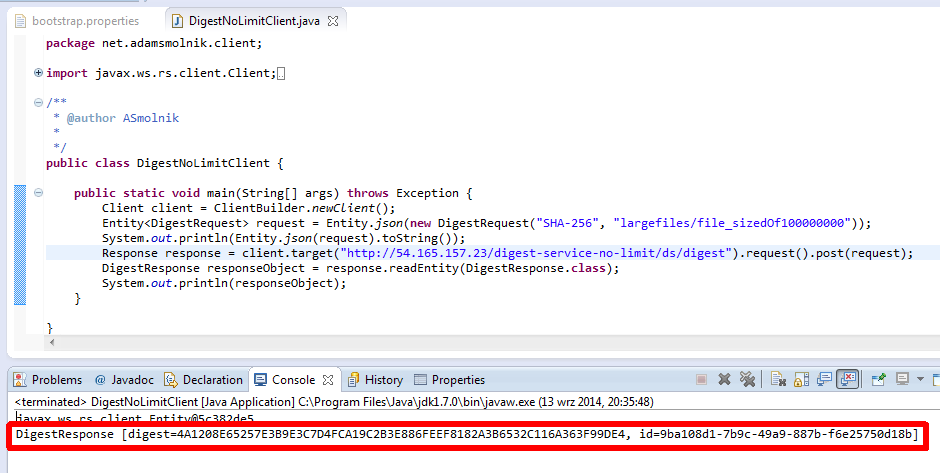 bootstrap.properties
DigestNoLimitClient.java
package net.adamsmolnik.client;
import javax.ws.rs.client.Client;
/**
* @author ASmolnik
*
*/
public class DigestNoLimitClient {
public static void main(String[] args) throws Exception {
Client client = ClientBuilder.newClient();
Entity<DigestRequest> request = Entity.json(new DigestRequest("SHA-256", "largefiles/file_sizedOf100000000"));
System.out.println(Entity.json(request).toString());
Response response = client.target("http://54.165.157.23/digest-service-no-limit/ds/digest").request().post(request);
DigestResponse responseObject = response.readEntity(DigestResponse.class);
System.out.println(responseObject);
}
}
Problems @ Javadoc Declaration Console History Properties
<terminated> DigestNoLimitClient [Java Application] C:\Program Files\Java\jdk1.7.0\bin\javaw.exe (13 wrz 2014, 20:35:48)
javax.ws.rs.client.Entity@5c382de5
DigestResponse [digest=4A1208E65257E3B9E3C7D4FCA19C2B3E886FEEF8182A3B6532C116A363F99DE4, id=9ba108d1-7b9c-49a9-887b-f6e25750d18b]